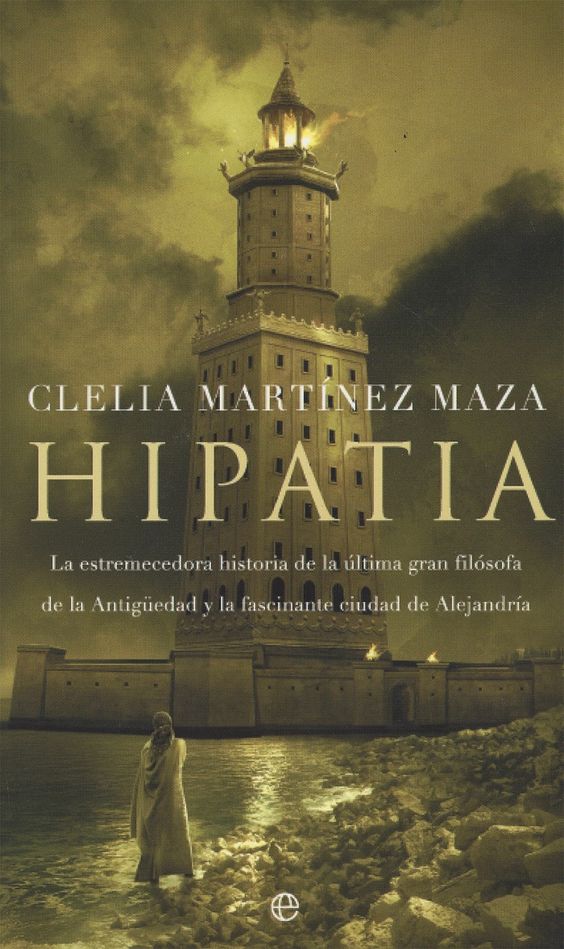 CLELIA MARTÍNEZ MAZA
HIPATIA
La estremecedora historia de la última gran filósofa
de la Antigüedad y la fascinante ciudad de Alejandría
e